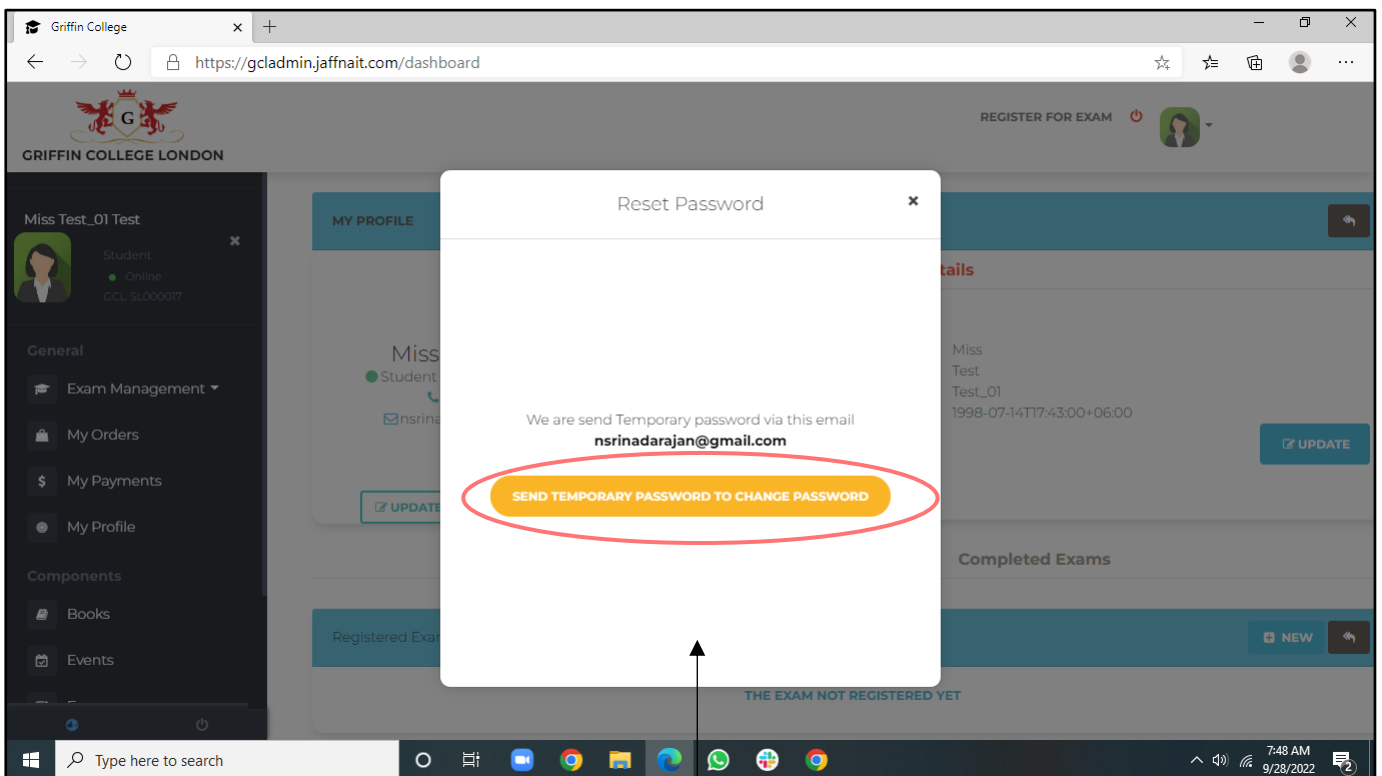 Griffin College
https://gcladmin.jaffnait.com/dashboard
G
GRIFFIN COLLEGE LONDON
REGISTER FOR EXAM
Miss Test_01 Test
Student
Online
GCL-SL000017
General
Exam Management
My Orders
My Payments
My Profile
Components
Books
Events
MY PROFILE
Miss
Student
nsrina
UPDATE
Reset Password
We are send Temporary password via this email
nsrinadarajan@gmail.com
SEND TEMPORARY PASSWORD TO CHANGE PASSWORD
tails
Miss
Test
Test_01
1998-07-14T17:43:00+06:00
UPDATE
Completed Exams
Registered Exa
NEW
THE EXAM NOT REGISTERED YET
Type here to search
7:48 AM
9/28/2022
2